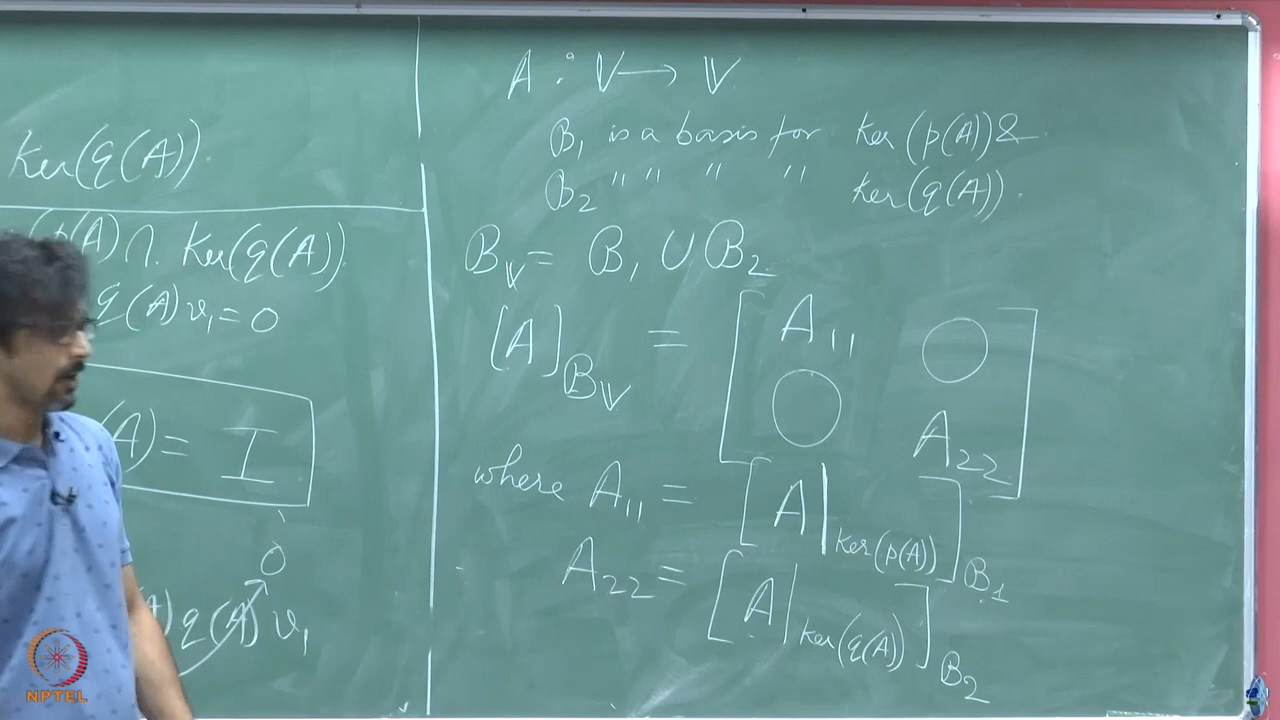 Ker(q(A)).
(p(A)) ∩ Ker(q(A))
q(A)v₁ = 0
(A) = I
0
q(A)v₁
A : V → V
B₁ is a basis for ker(p(A)) &
B₂ " " " " ker(q(A)).
B_V = B₁ ∪ B₂
[A]_{B_V} = [ A₁₁ 0
0 A₂₂ ]
where A₁₁ = [A|_{ker(p(A))}]_{B₁}
A₂₂ = [A|_{ker(q(A))}]_{B₂}
NPTEL